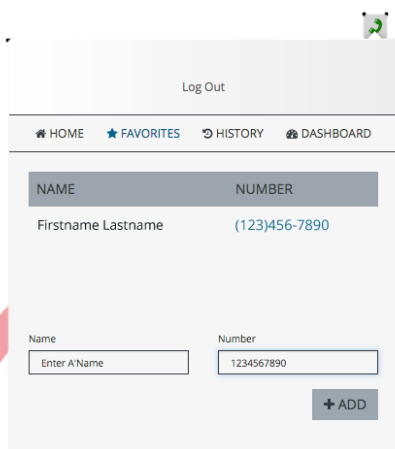 Log Out
HOME FAVORITES HISTORY DASHBOARD
NAME NUMBER
Firstname Lastname (123)456-7890
Name Number
Enter A'Name 1234567890
+ ADD